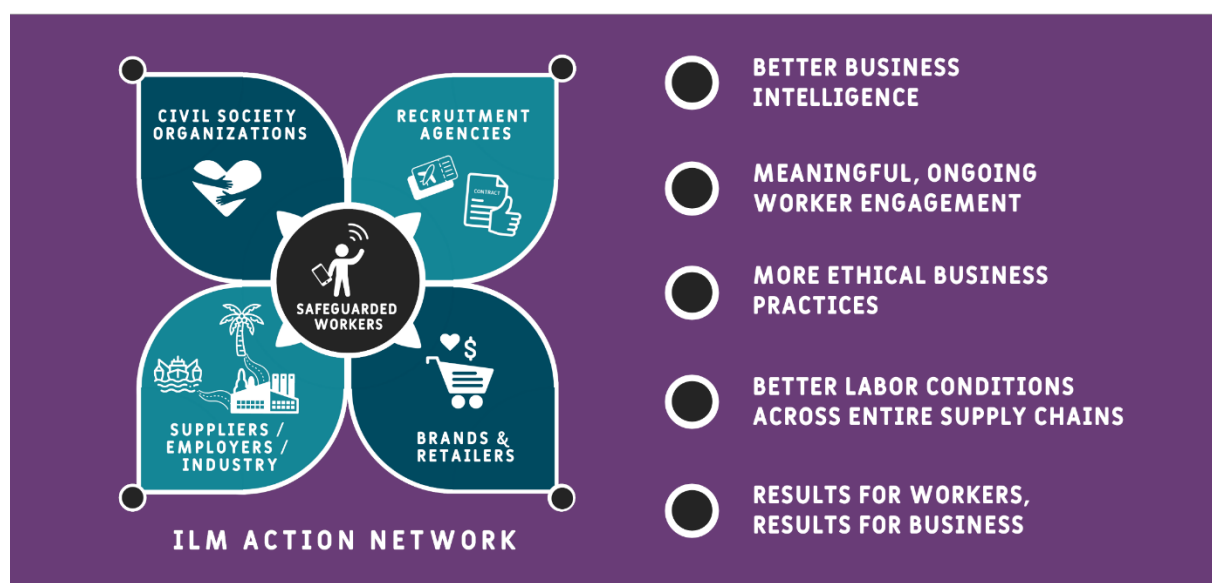 CIVIL SOCIETY
ORGANIZATIONS
RECRUITMENT
AGENCIES
CONTRACT
SAFEGUARDED
WORKERS
$
SUPPLIERS /
EMPLOYERS /
INDUSTRY
BRANDS &
RETAILERS
ILM ACTION NETWORK
BETTER BUSINESS
INTELLIGENCE
MEANINGFUL, ONGOING
WORKER ENGAGEMENT
MORE ETHICAL BUSINESS
PRACTICES
BETTER LABOR CONDITIONS
ACROSS ENTIRE SUPPLY CHAINS
RESULTS FOR WORKERS,
RESULTS FOR BUSINESS